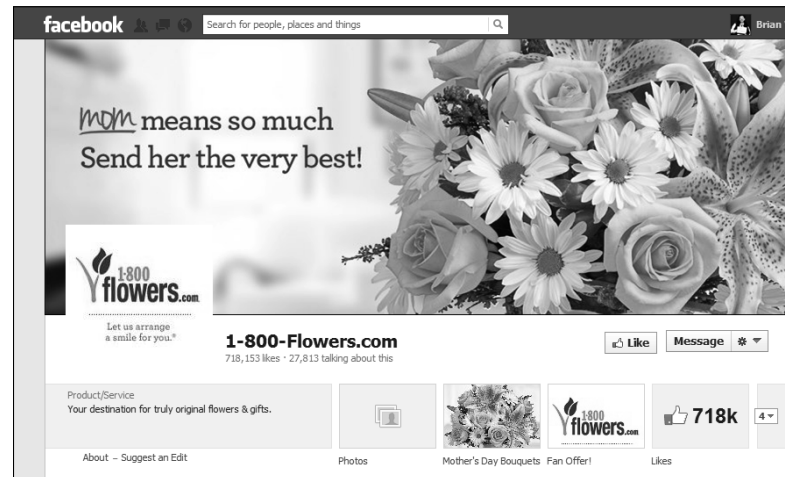 facebook
Search for people, places and things
Brian
mom means so much
Send her the very best!
1·800
flowers.com
Let us arrange
a smile for you.®
1-800-Flowers.com
Like
Message
718,153 likes · 27,813 talking about this
Product/Service
Your destination for truly original flowers & gifts.
1·800
flowers.com
718k
4
About – Suggest an Edit
Photos
Mother's Day Bouquets
Fan Offer!
Likes